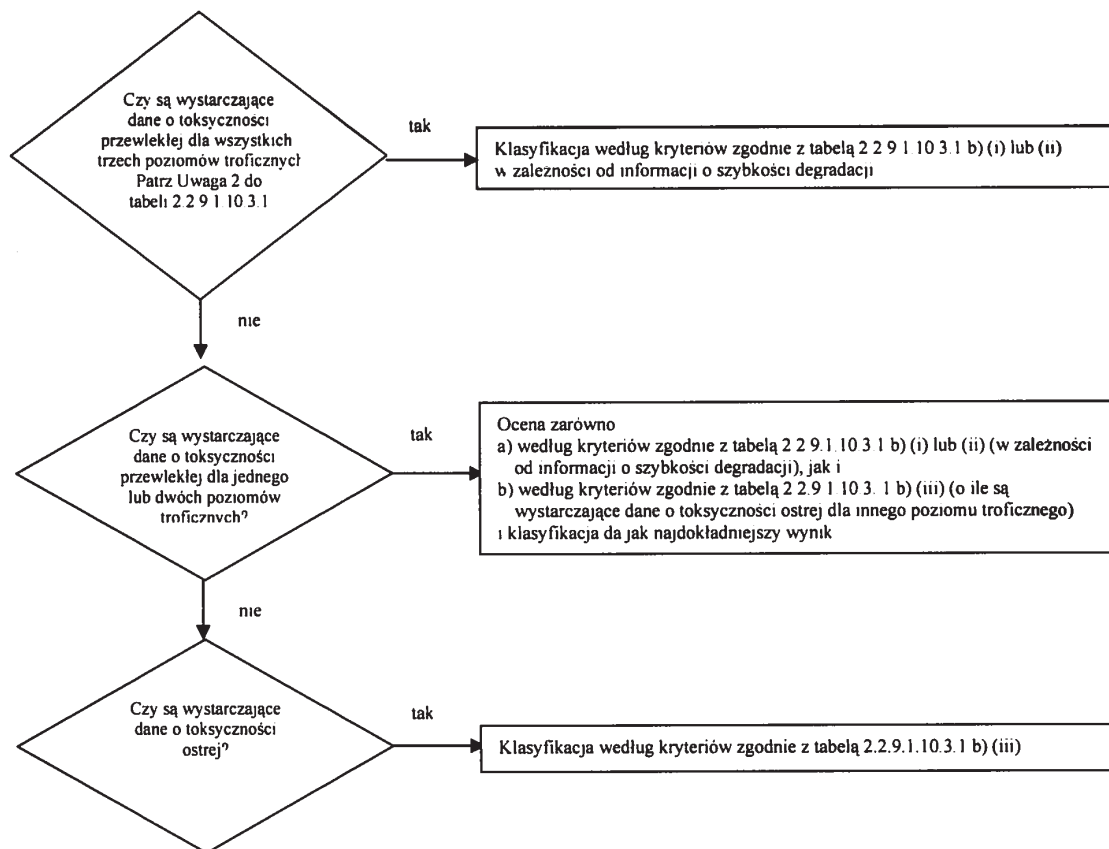 Czy są wystarczające
dane o toksyczności
przewlekłej dla wszystkich
trzech poziomów troficznych
Patrz Uwaga 2 do
tabeli 2.2 9 1 10 3.1
tak
Klasyfikacja według kryteriów zgodnie z tabelą 2 2 9 1 10 3.1 b) (i) lub (ii)
w zależności od informacji o szybkości degradacji
nie
Czy są wystarczające
dane o toksyczności
przewlekłej dla jednego
lub dwóch poziomów
troficznych?
tak
Ocena zarówno
a) według kryteriów zgodnie z tabelą 2 2 9.1.10 3 1 b) (i) lub (ii) (w zależności
od informacji o szybkości degradacji), jak i
b) według kryteriów zgodnie z tabelą 2 2.9 1 10 3. 1 b) (iii) (o ile są
wystarczające dane o toksyczności ostrej dla innego poziomu troficznego)
i klasyfikacja da jak najdokładniejszy wynik
nie
Czy są wystarczające
dane o toksyczności
ostrej?
tak
Klasyfikacja według kryteriów zgodnie z tabelą 2.2.9.1.10.3.1 b) (iii)